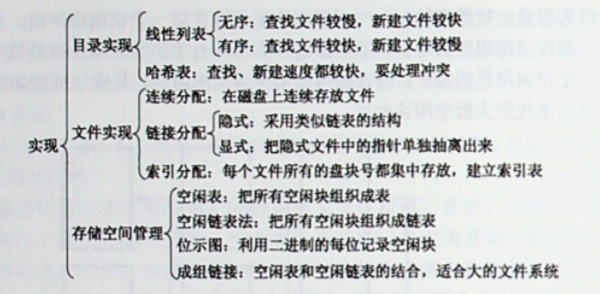 无序：查找文件较慢，新建文件较快
线性列表
目录实现
有序：查找文件较快，新建文件较慢
哈希表：查找、新建速度都较快，要处理冲突
连续分配：在磁盘上连续存放文件
隐式：采用类似链表的结构
文件实现
链接分配
实现
显式：把隐式文件中的指针单独抽离出来
索引分配：每个文件所有的盘块号都集中存放，建立索引表
空闲表：把所有空闲块组织成表
空闲链表法：把所有空闲块组织成链表
存储空间管理
位示图：利用二进制的每位记录空闲块
成组链接：空闲表和空闲链表的结合，适合大的文件系统